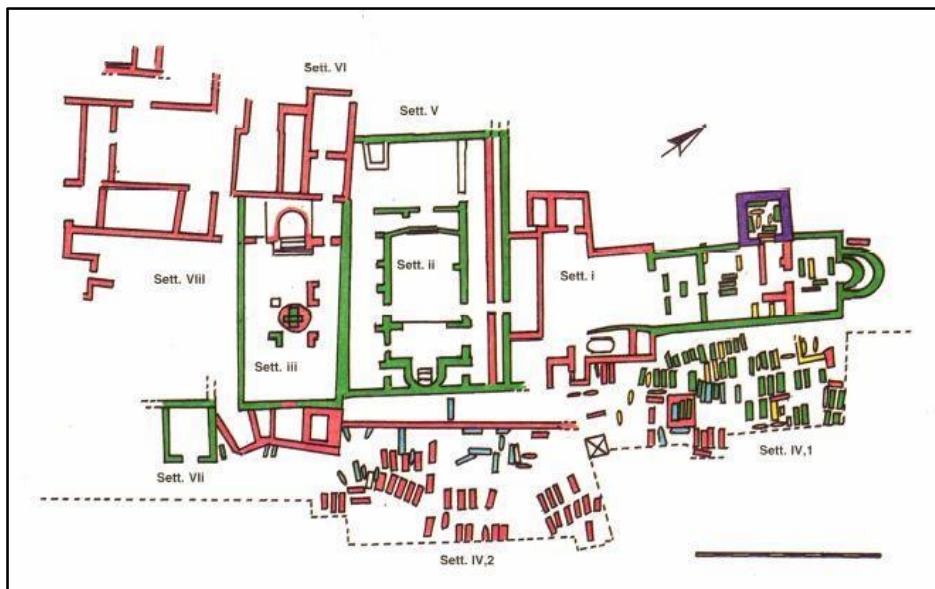 Sett. VI
Sett. V
Sett. ii
Sett. i
Sett. VIiI
Sett. iii
Sett. VIi
Sett. IV,1
Sett. IV,2